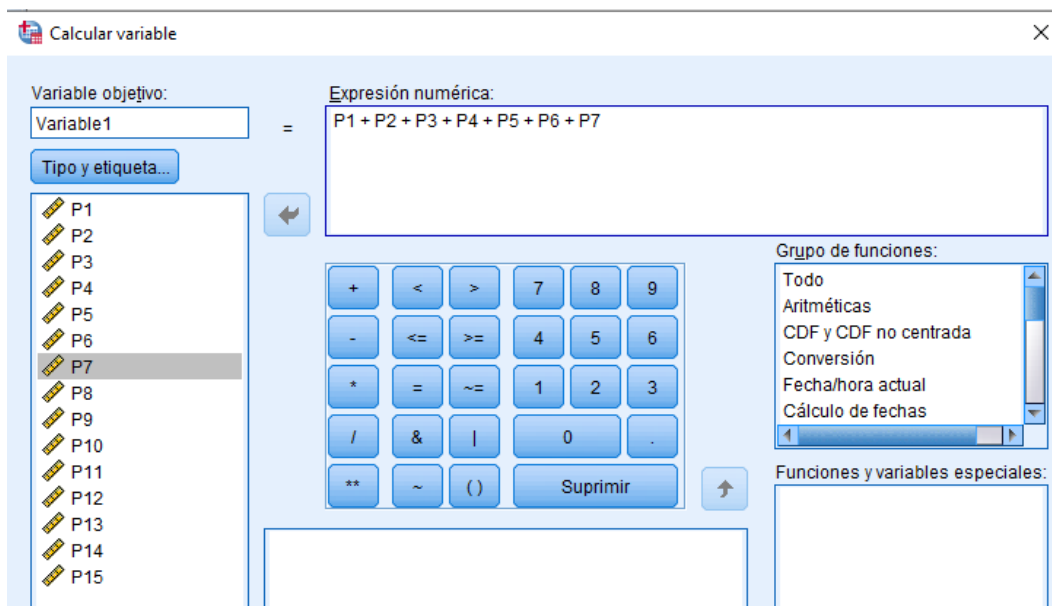 Calcular variable
Variable objetivo:
Variable1
=
Expresión numérica:
P1 + P2 + P3 + P4 + P5 + P6 + P7
Tipo y etiqueta...
P1
P2
P3
P4
P5
P6
P7
P8
P9
P10
P11
P12
P13
P14
P15
+ < > 7 8 9
- <= >= 4 5 6
* = ~= 1 2 3
/ & | 0 .
** ~ ( ) Suprimir
Grupo de funciones:
Todo
Aritméticas
CDF y CDF no centrada
Conversión
Fecha/hora actual
Cálculo de fechas
Funciones y variables especiales: